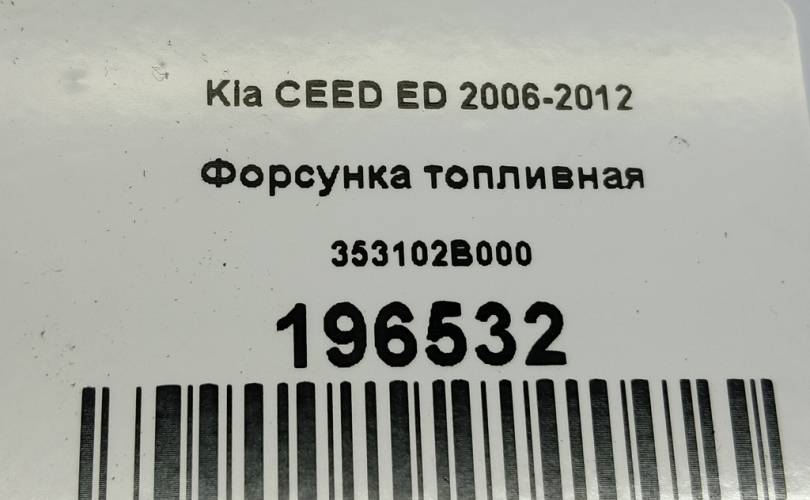 Kia CEED ED 2006-2012
Форсунка топливная
353102B000
196532